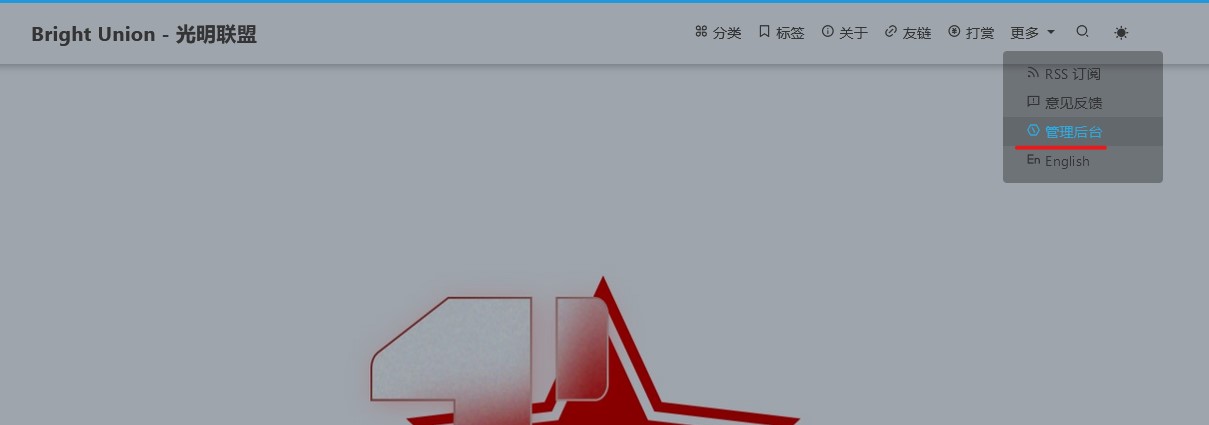 Bright Union - 光明联盟
分类 标签 关于 友链 打赏 更多
RSS 订阅
意见反馈
管理后台
En English